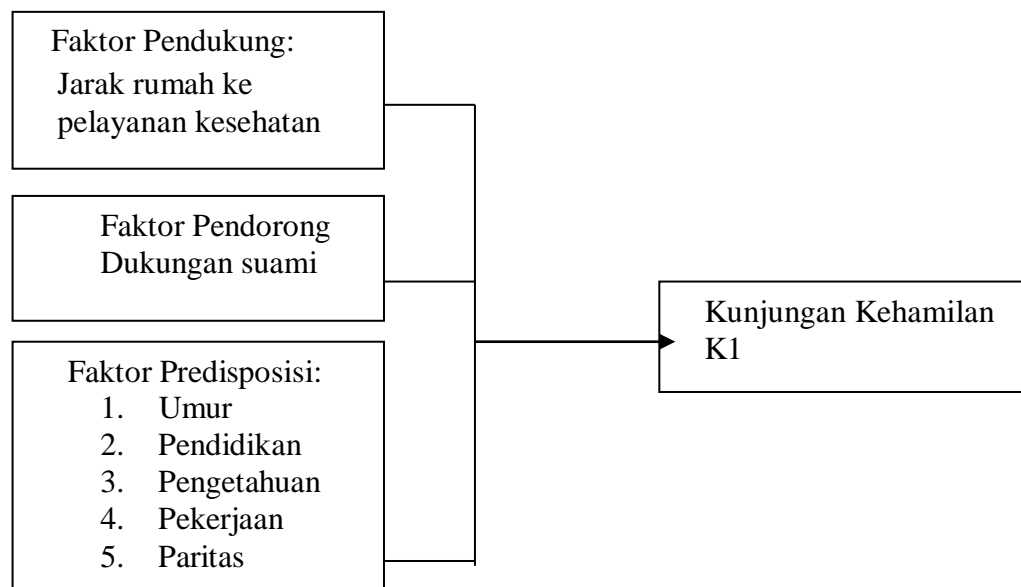 Faktor Pendukung:
Jarak rumah ke
pelayanan kesehatan
Faktor Pendorong
Dukungan suami
Faktor Predisposisi:
1. Umur
2. Pendidikan
3. Pengetahuan
4. Pekerjaan
5. Paritas
Kunjungan Kehamilan
K1